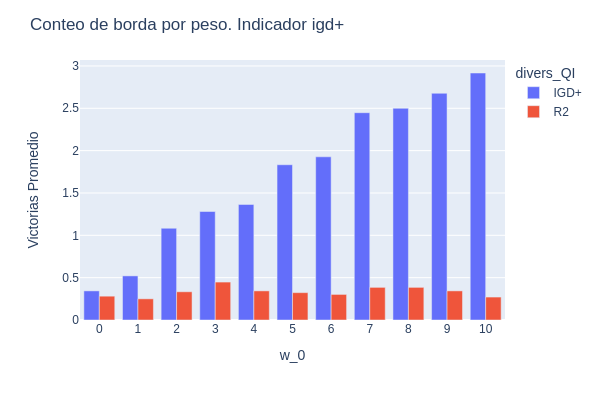 Conteo de borda por peso. Indicador igd+
divers_QI
IGD+
R2
Victorias Promedio
3
2.5
2
1.5
1
0.5
0
0 1 2 3 4 5 6 7 8 9 10
w_0